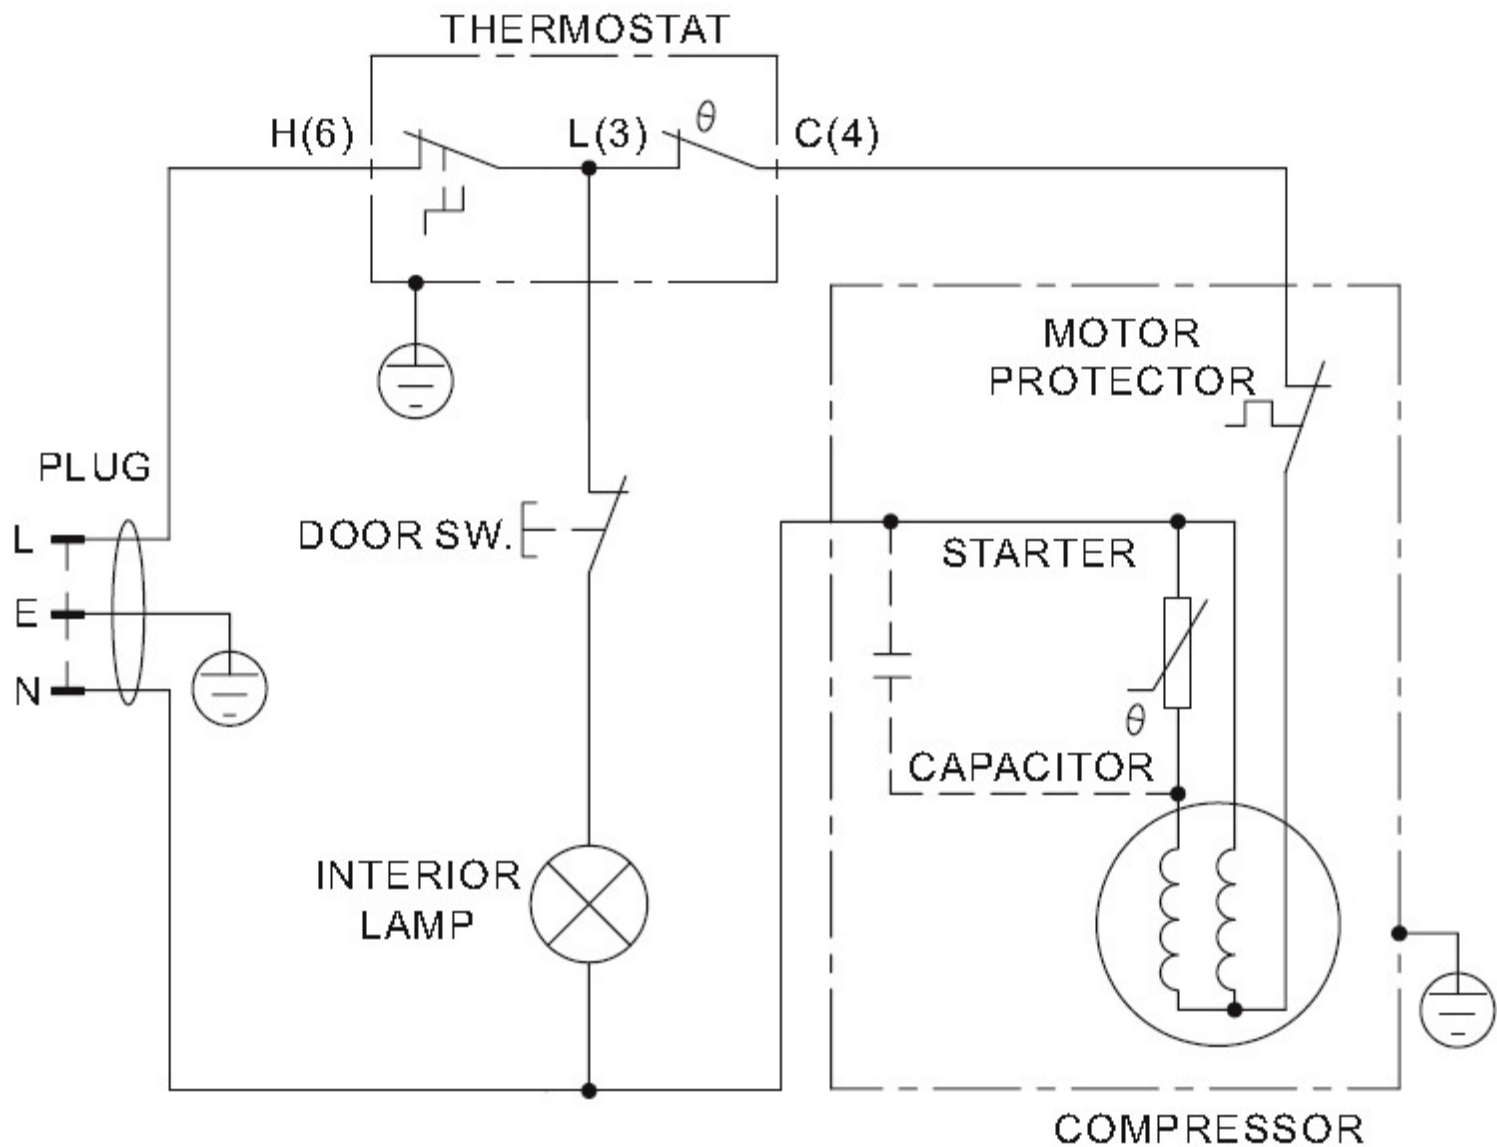 THERMOSTAT
H(6)
L(3)
θ
C(4)
MOTOR
PROTECTOR
PLUG
L
E
N
DOOR SW.
STARTER
θ
CAPACITOR
INTERIOR
LAMP
COMPRESSOR